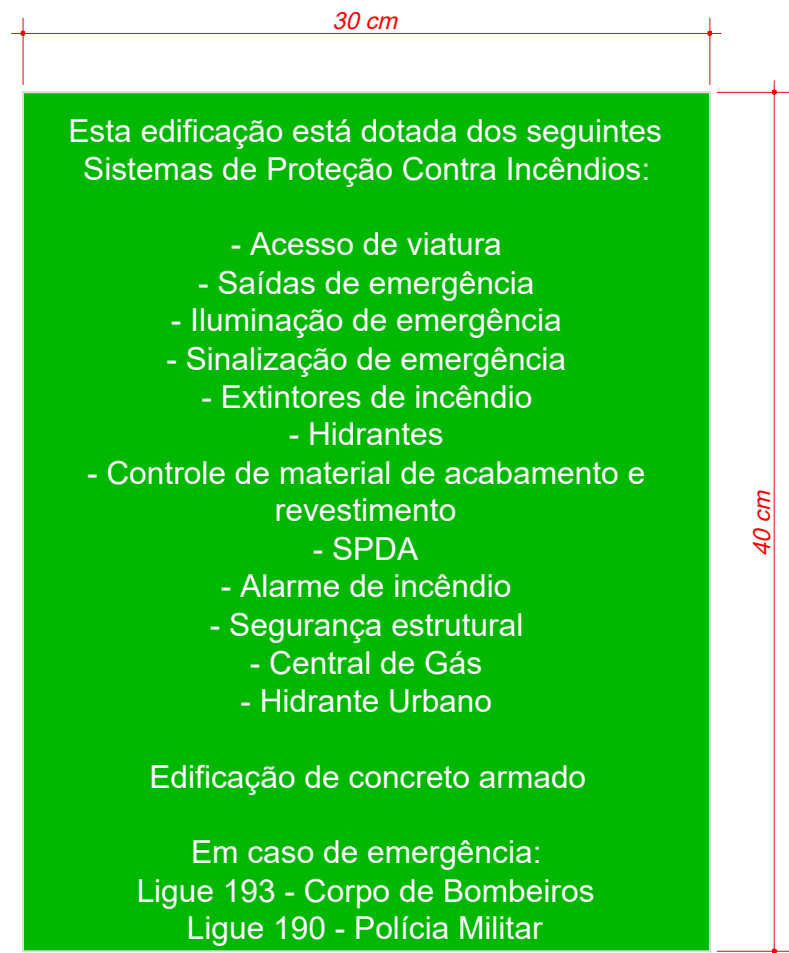 30 cm
Esta edificação está dotada dos seguintes
Sistemas de Proteção Contra Incêndios:
- Acesso de viatura
- Saídas de emergência
- Iluminação de emergência
- Sinalização de emergência
- Extintores de incêndio
- Hidrantes
- Controle de material de acabamento e
revestimento
- SPDA
- Alarme de incêndio
- Segurança estrutural
- Central de Gás
- Hidrante Urbano
Edificação de concreto armado
Em caso de emergência:
Ligue 193 - Corpo de Bombeiros
Ligue 190 - Polícia Militar
40 cm